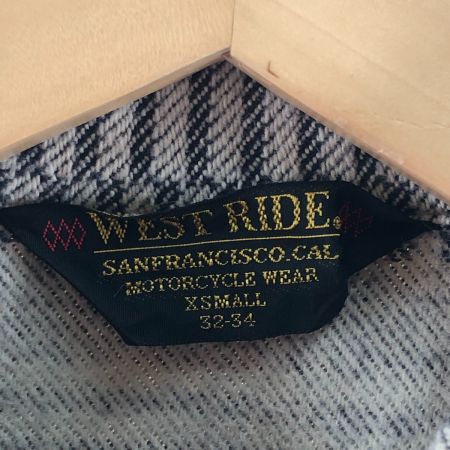 WEST RIDE.
SANFRANCISCO.CAL
MOTORCYCLE WEAR
XSMALL
32-34